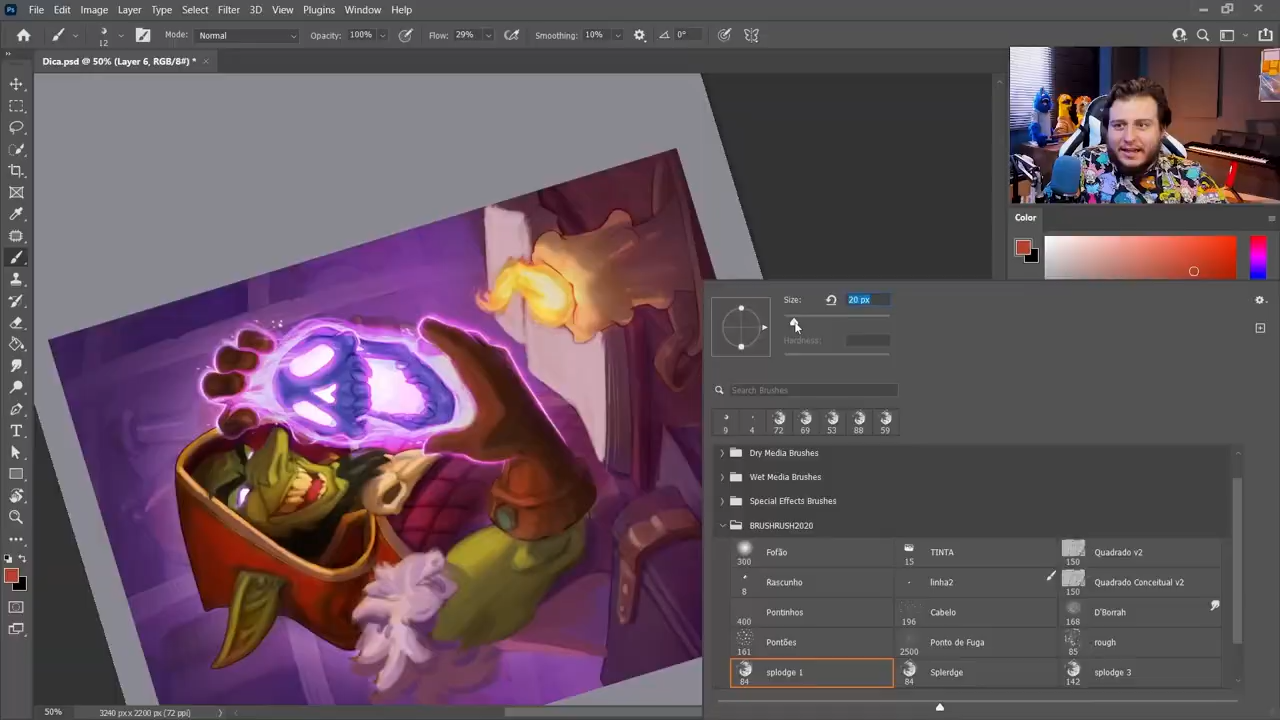 Ps File Edit Image Layer Type Select Filter 3D View Plugins Window Help
12 Mode: Normal Opacity: 100% Flow: 29% Smoothing: 10% 0°
Dica.psd @ 50% (Layer 6, RGB/8#) *
Color
Size: 20 px
Hardness:
Search Brushes
9 4 72 69 53 88 59
Dry Media Brushes
Wet Media Brushes
Special Effects Brushes
BRUSHRUSH2020
Fofão TINTA Quadrado v2
300 15 150
Rascunho linha2 Quadrado Conceitual v2
8 150
Pontinhos Cabelo D'Borrah
400 196 168
Pontões Ponto de Fuga rough
161 2500 85
splodge 1 Splerdge splodge 3
84 84 142
50% 3240 px x 2200 px (72 ppi)